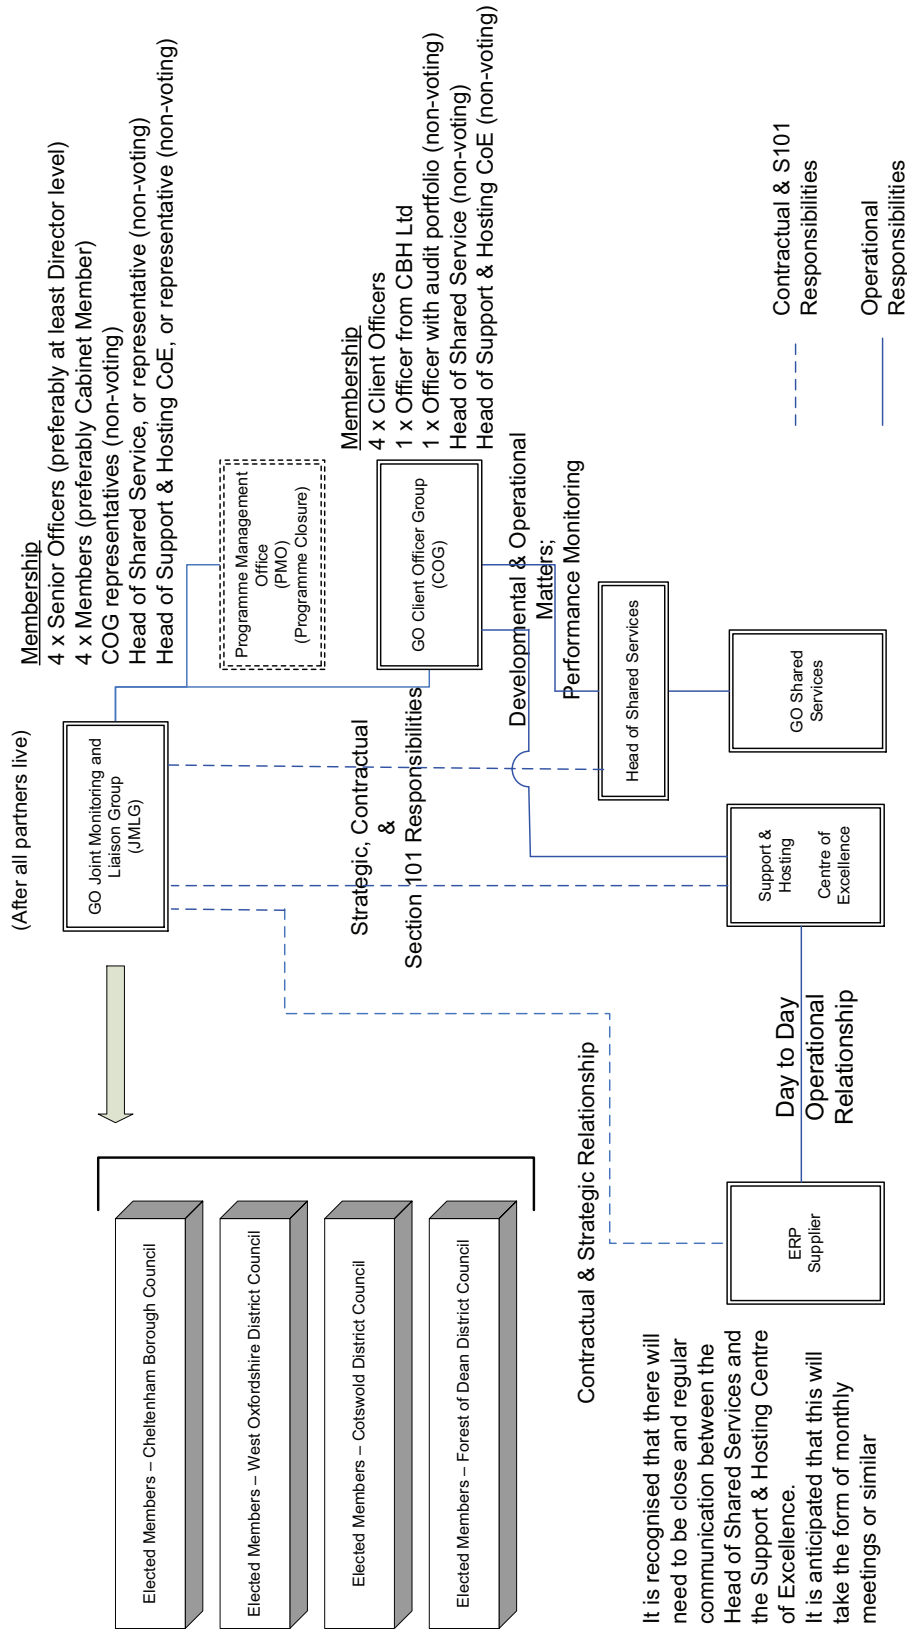 (After all partners live)
Membership
4 x Senior Officers (preferably at least Director level)
4 x Members (preferably Cabinet Member)
COG representatives (non-voting)
Head of Shared Service, or representative (non-voting)
Head of Support & Hosting CoE, or representative (non-voting)
GO Joint Monitoring and
Liaison Group
(JMLG)
Programme Management
Office
(PMO)
(Programme Closure)
Elected Members – Cheltenham Borough Council
Elected Members – West Oxfordshire District Council
Elected Members – Cotswold District Council
Elected Members – Forest of Dean District Council
Strategic, Contractual
&
Section 101 Responsibilities
GO Client Officer Group
(COG)
Membership
4 x Client Officers
1 x Officer from CBH Ltd
1 x Officer with audit portfolio (non-voting)
Head of Shared Service (non-voting)
Head of Support & Hosting CoE (non-voting)
Developmental & Operational
Matters;
Performance Monitoring
Contractual & Strategic Relationship
Head of Shared Services
GO Shared
Services
Support &
Hosting
Centre of
Excellence
Day to Day
Operational
Relationship
ERP
Supplier
It is recognised that there will
need to be close and regular
communication between the
Head of Shared Services and
the Support & Hosting Centre
of Excellence.
It is anticipated that this will
take the form of monthly
meetings or similar
Contractual & S101
Responsibilities
Operational
Responsibilities